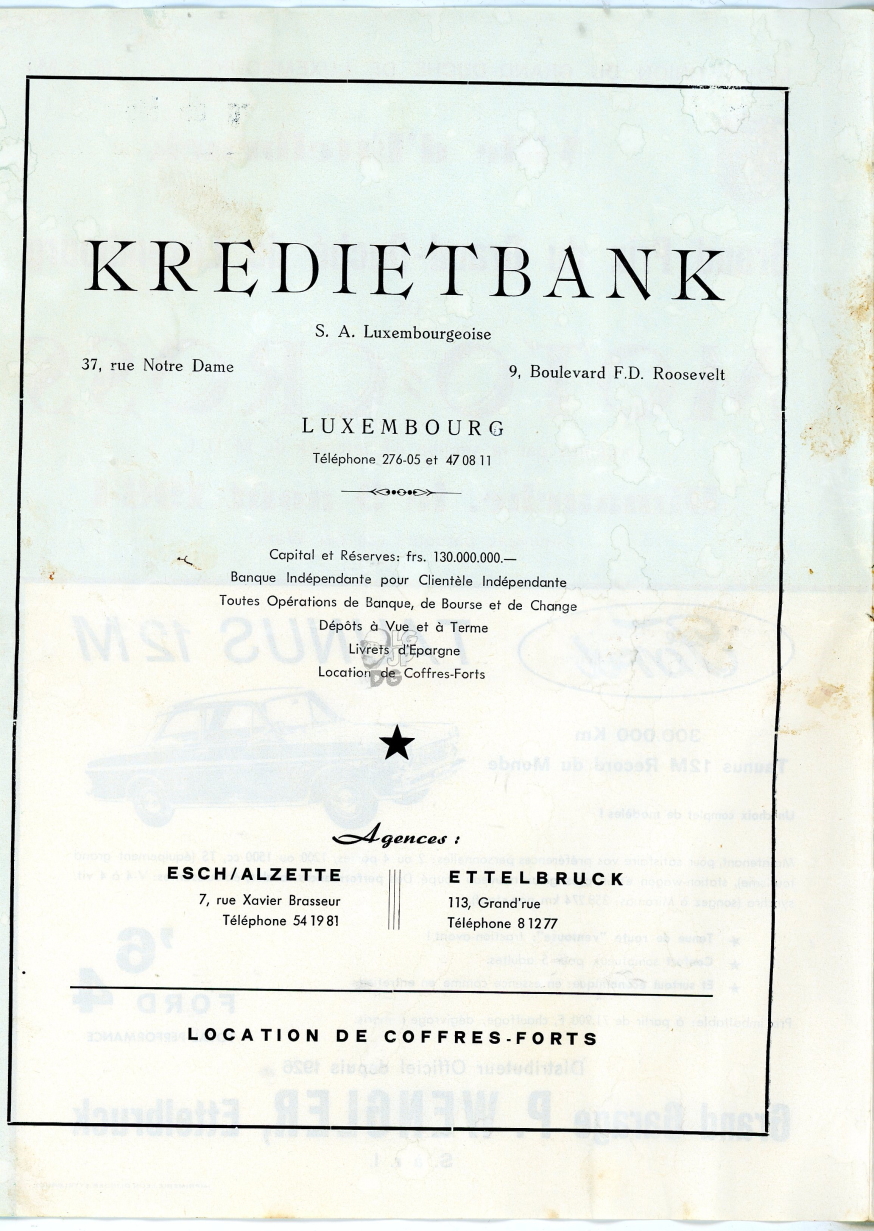 KREDIETBANK
S. A. Luxembourgeoise
37, rue Notre Dame
9, Boulevard F.D. Roosevelt
LUXEMBOURG
Téléphone 276-05 et 47 08 11
Capital et Réserves: frs. 130.000.000.—
Banque Indépendante pour Clientèle Indépendante
Toutes Opérations de Banque, de Bourse et de Change
Dépôts à Vue et à Terme
Livrets d'Epargne
Location de Coffres-Forts
Agences :
ESCH/ALZETTE
7, rue Xavier Brasseur
Téléphone 54 19 81
ETTELBRUCK
113, Grand'rue
Téléphone 8 12 77
LOCATION DE COFFRES-FORTS